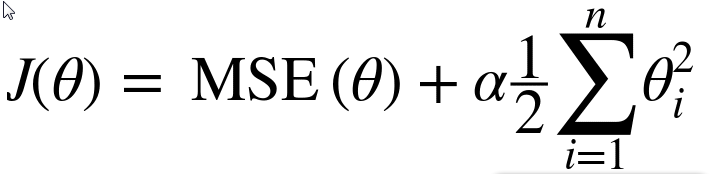 J(θ) = MSE (θ) + α 1/2 ∑_{i=1}^{n} θ_i^2